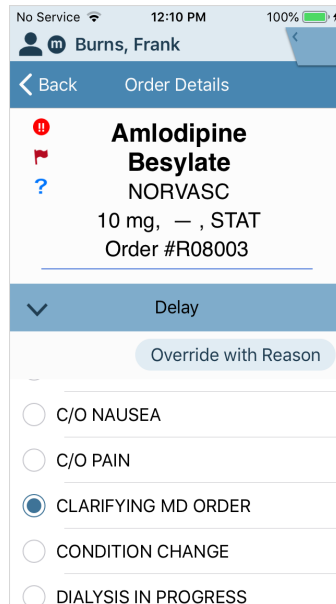 No Service 12:10 PM 100%
m Burns, Frank
Back Order Details
!! Amlodipine
Besylate
? NORVASC
10 mg, — , STAT
Order #R08003
Delay
Override with Reason
C/O NAUSEA
C/O PAIN
CLARIFYING MD ORDER
CONDITION CHANGE
DIALYSIS IN PROGRESS